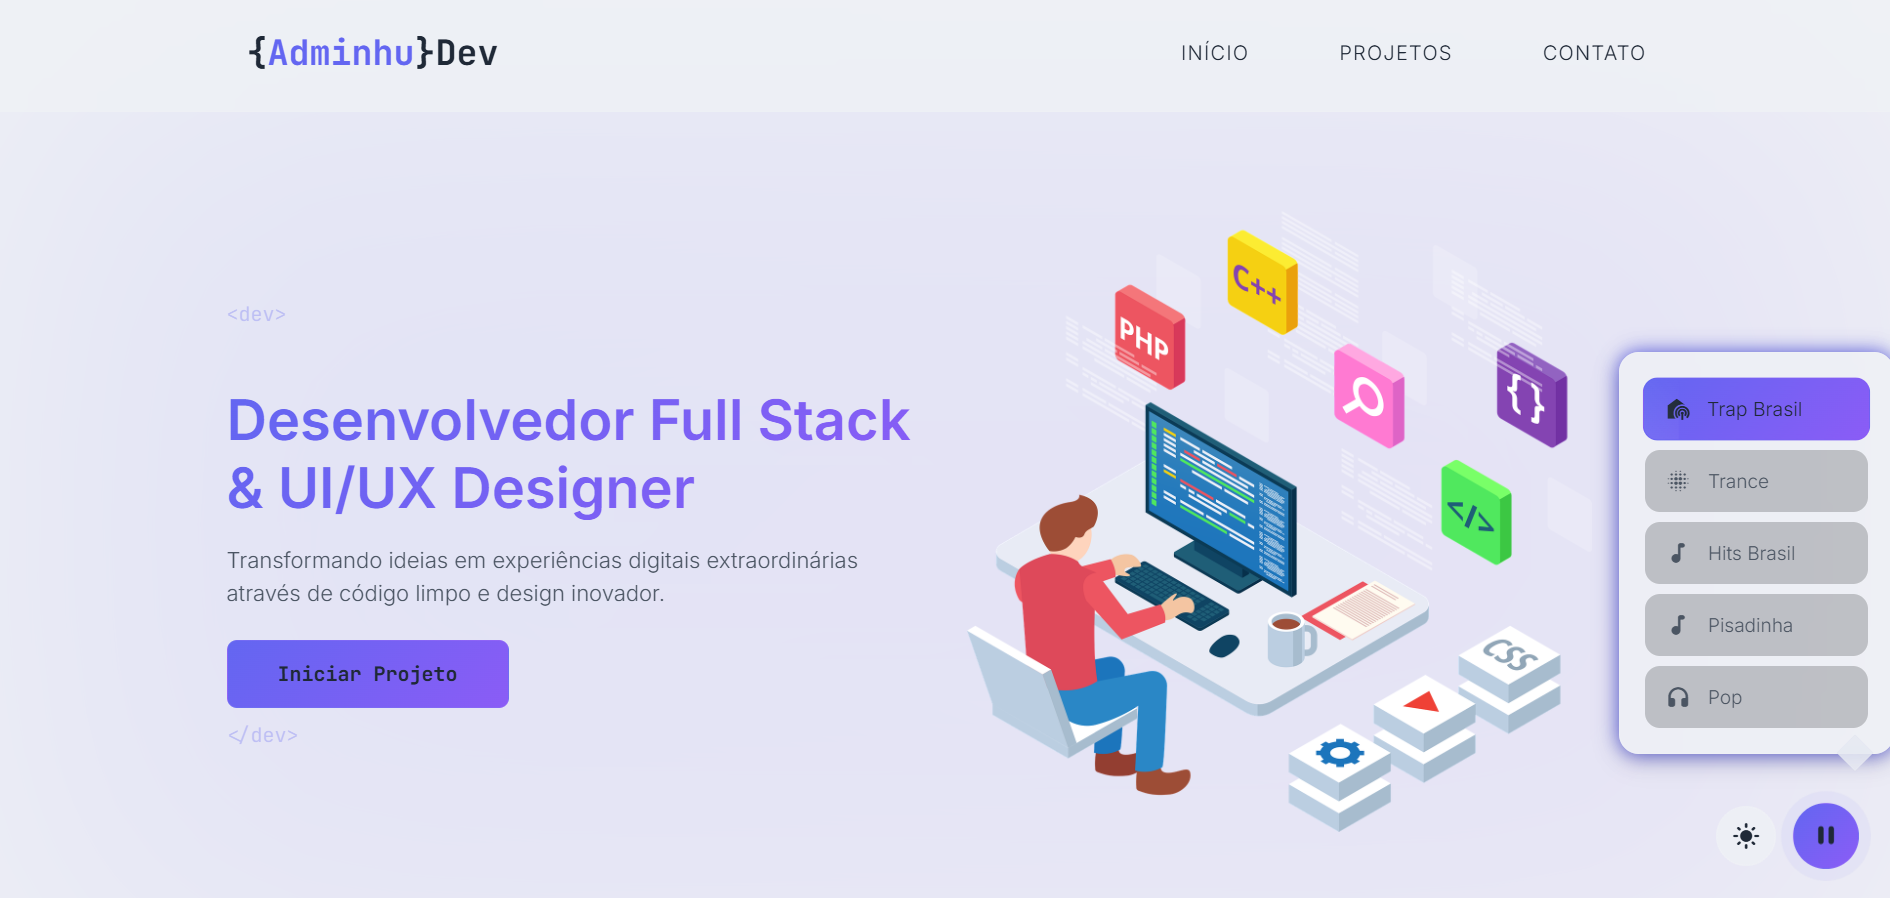 {Adminhu}Dev
INÍCIO
PROJETOS
CONTATO
<dev>
Desenvolvedor Full Stack
& UI/UX Designer
Transformando ideias em experiências digitais extraordinárias
através de código limpo e design inovador.
Iniciar Projeto
</dev>
C++
PHP
{}
</>
CSS
Trap Brasil
Trance
Hits Brasil
Pisadinha
Pop